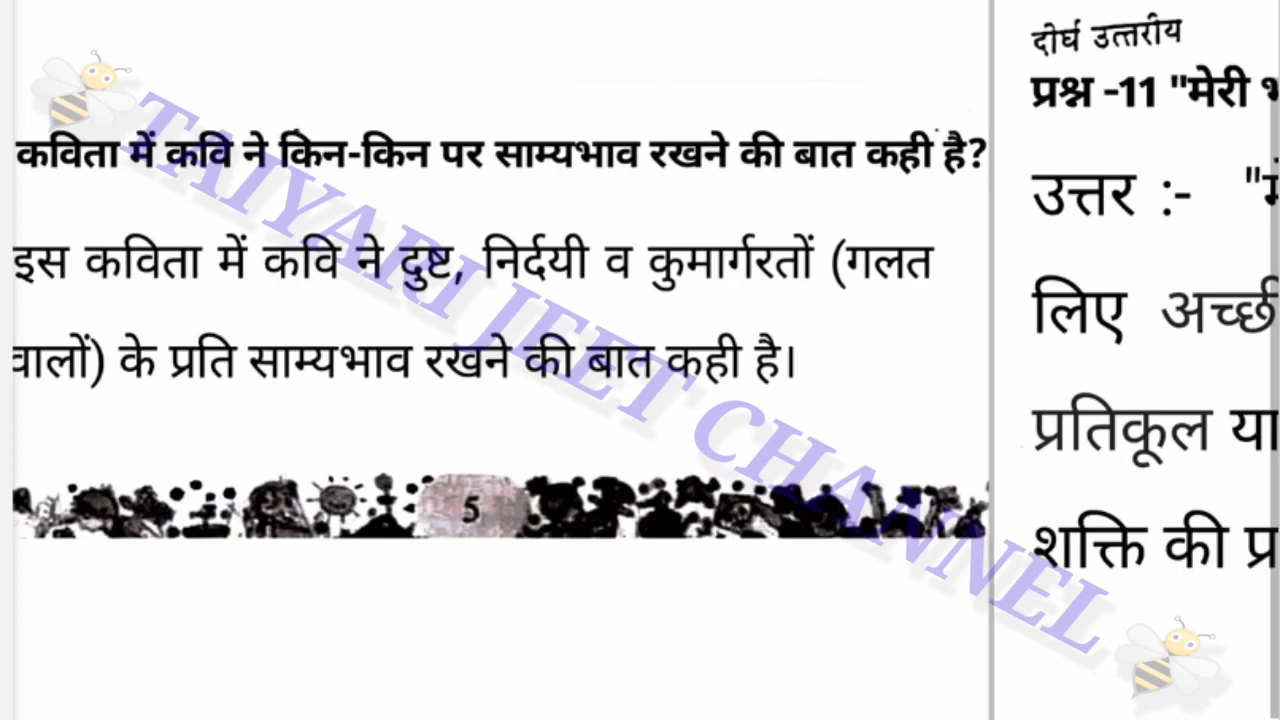 कविता में कवि ने किन-किन पर साम्यभाव रखने की बात कही है?
इस कविता में कवि ने दुष्ट, निर्दयी व कुमार्गरतों (गलत
वालों) के प्रति साम्यभाव रखने की बात कही है।
5
दीर्घ उत्तरीय
प्रश्न -11 "मेरी
उत्तर :-
लिए अच्छी
प्रतिकूल या
शक्ति की
TAIYARI JEET CHANNEL